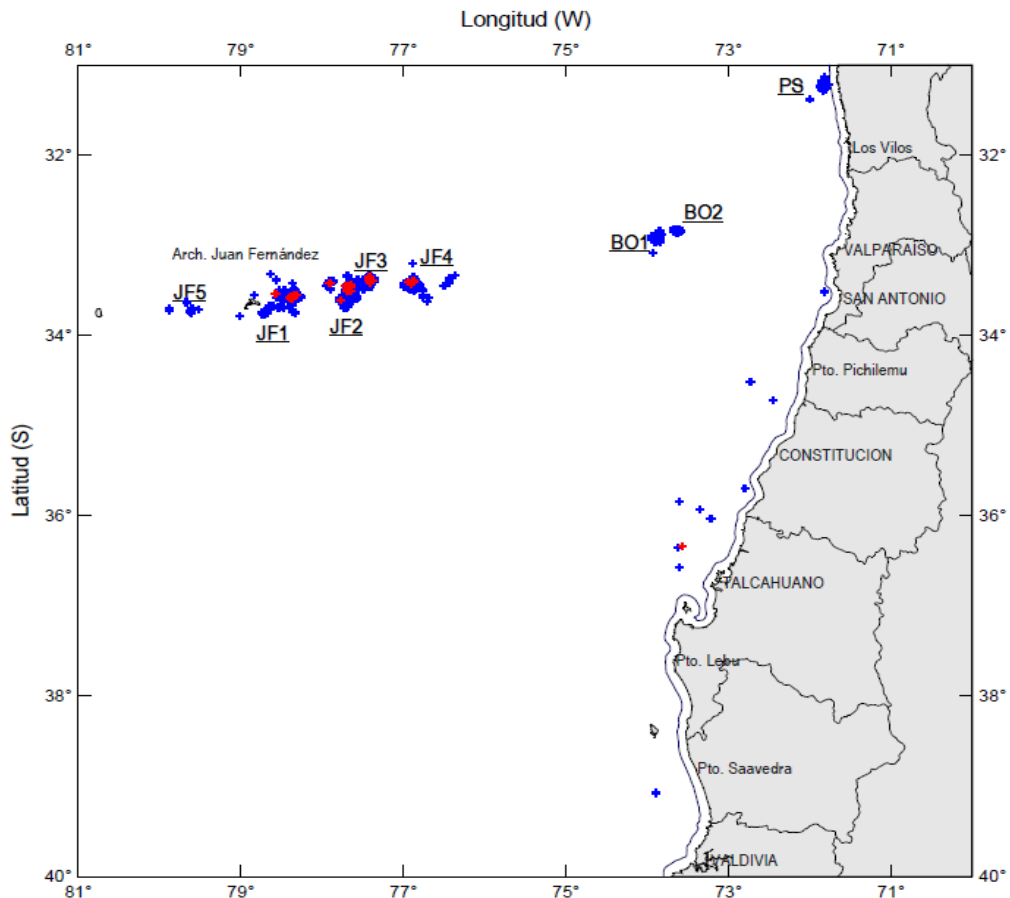 Longitud (W)
81° 79° 77° 75° 73° 71°
PS
32° Los Vilos 32°
BO2
BO1
VALPARAISO
Arch. Juan Fernández
JF3 JF4
JF5
SAN ANTONIO
JF1 JF2
34° 34°
Pto. Pichilemu
Latitud (S)
CONSTITUCION
36° 36°
TALCAHUANO
Pto. Lebu
38° 38°
Pto. Saavedra
VALDIVIA
40° 40°
81° 79° 77° 75° 73° 71°